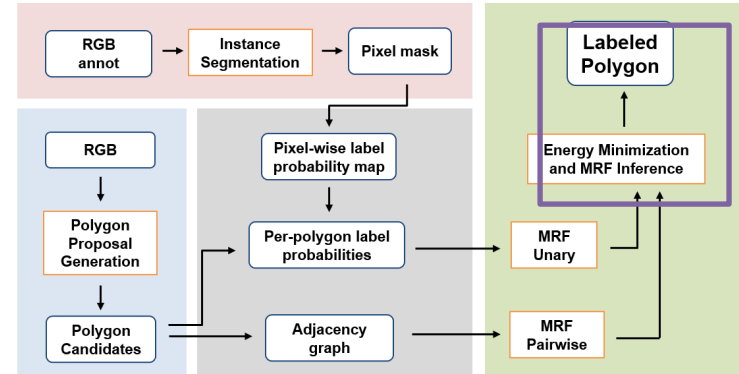 RGB
annot
Instance
Segmentation
Pixel mask
Labeled
Polygon
RGB
Pixel-wise label
probability map
Energy Minimization
and MRF Inference
Polygon
Proposal
Generation
Per-polygon label
probabilities
MRF
Unary
Polygon
Candidates
Adjacency
graph
MRF
Pairwise